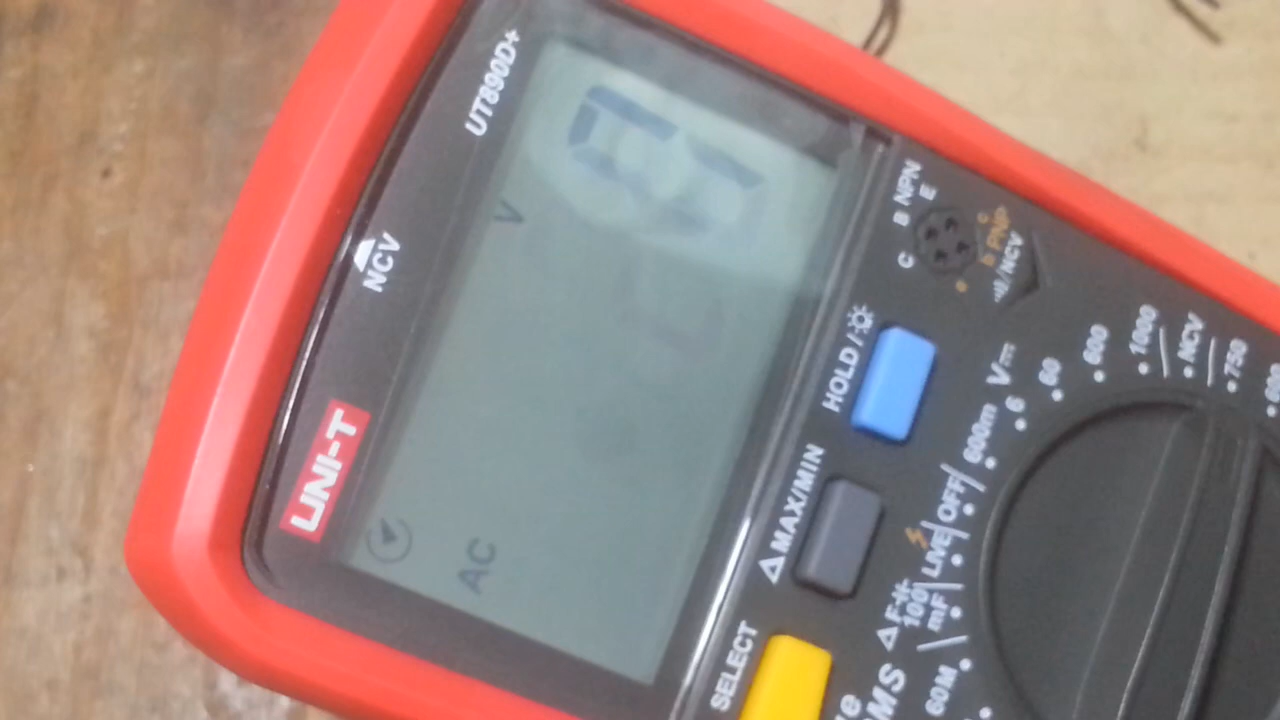 UNI-T
NCV
UT890D+
AC
V
SELECT
△MAX/MIN
HOLD /
C B NPN
E
C
b PNP
e
/NCV
V
600m
6
60
600
1000
NCV
750
OFF
LIVE
100
mF
60M